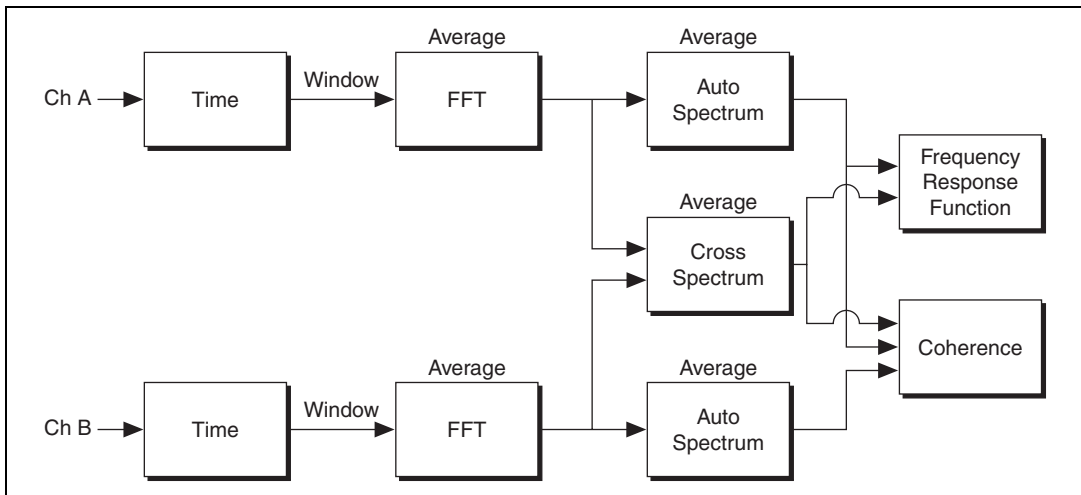 Average
Average
Ch A
Time
Window
FFT
Auto
Spectrum
Frequency
Response
Function
Average
Cross
Spectrum
Coherence
Average
Average
Ch B
Time
Window
FFT
Auto
Spectrum